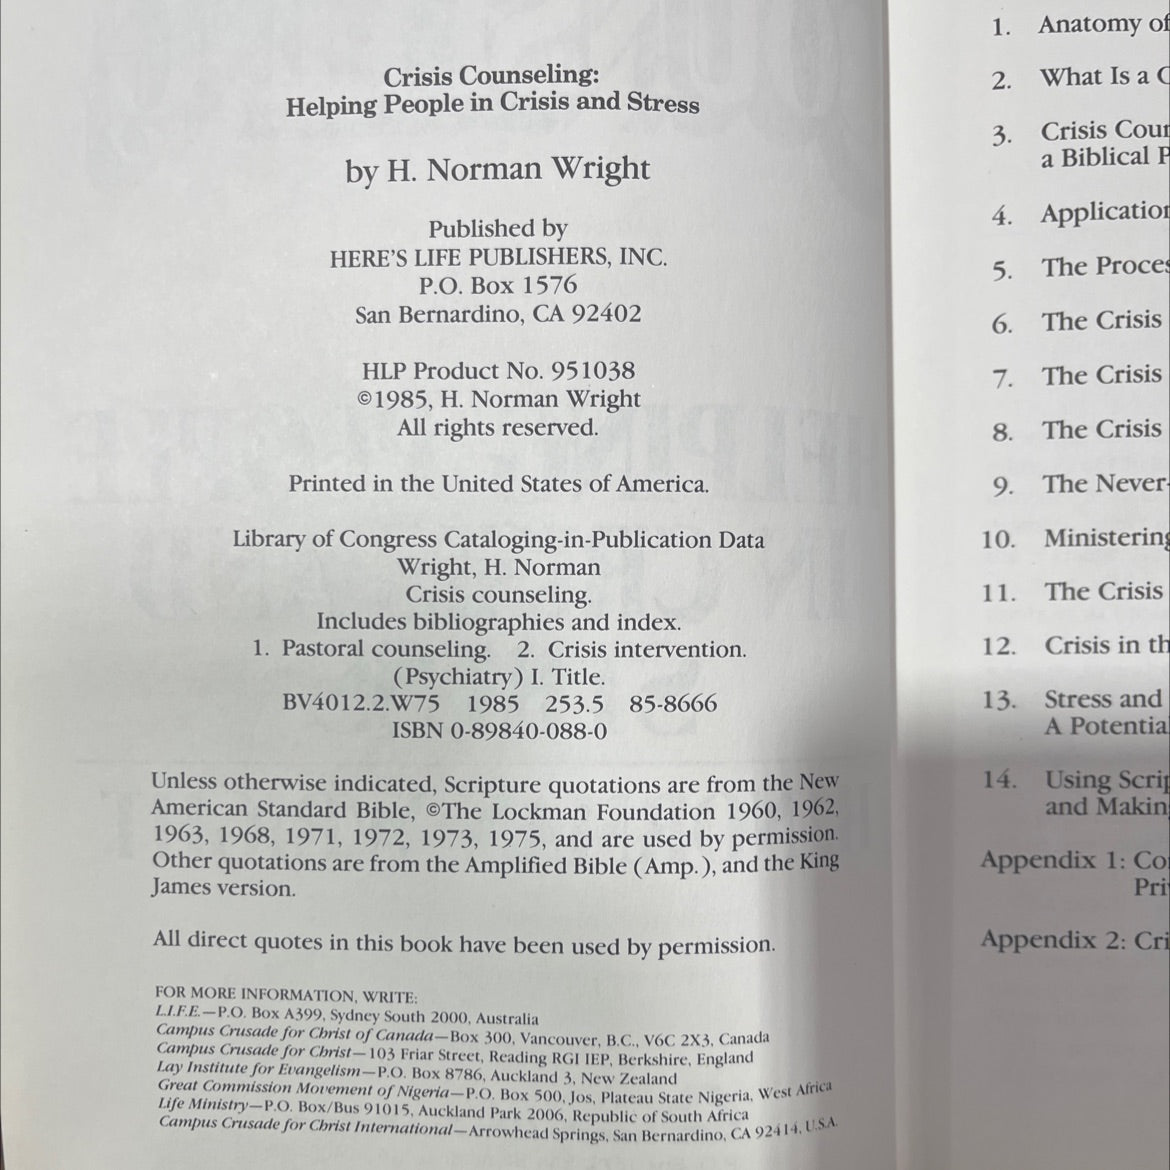 Crisis Counseling:
Helping People in Crisis and Stress
by H. Norman Wright
Published by
HERE'S LIFE PUBLISHERS, INC.
P.O. Box 1576
San Bernardino, CA 92402
HLP Product No. 951038
©1985, H. Norman Wright
All rights reserved.
Printed in the United States of America.
Library of Congress Cataloging-in-Publication Data
Wright, H. Norman
Crisis counseling.
Includes bibliographies and index.
1. Pastoral counseling. 2. Crisis intervention.
(Psychiatry) I. Title.
BV4012.2.W75 1985 253.5 85-8666
ISBN 0-89840-088-0
Unless otherwise indicated, Scripture quotations are from the New
American Standard Bible, ©The Lockman Foundation 1960, 1962,
1963, 1968, 1971, 1972, 1973, 1975, and are used by permission.
Other quotations are from the Amplified Bible (Amp.), and the King
James version.
All direct quotes in this book have been used by permission.
FOR MORE INFORMATION, WRITE:
L.I.F.E.—P.O. Box A399, Sydney South 2000, Australia
Campus Crusade for Christ of Canada—Box 300, Vancouver, B.C., V6C 2X3, Canada
Campus Crusade for Christ—103 Friar Street, Reading RGI IEP, Berkshire, England
Lay Institute for Evangelism—P.O. Box 8786, Auckland 3, New Zealand
Great Commission Movement of Nigeria—P.O. Box 500, Jos, Plateau State Nigeria, West Africa
Life Ministry—P.O. Box/Bus 91015, Auckland Park 2006, Republic of South Africa
Campus Crusade for Christ International—Arrowhead Springs, San Bernardino, CA 92414, U.S.A.
1. Anatomy of
2. What Is a
3. Crisis Cour
a Biblical
4. Application
5. The Proces
6. The Crisis
7. The Crisis
8. The Crisis
9. The Never-
10. Ministering
11. The Crisis
12. Crisis in th
13. Stress and
A Potentia
14. Using Scrip
and Makin
Appendix 1: Co
Pri
Appendix 2: Cri